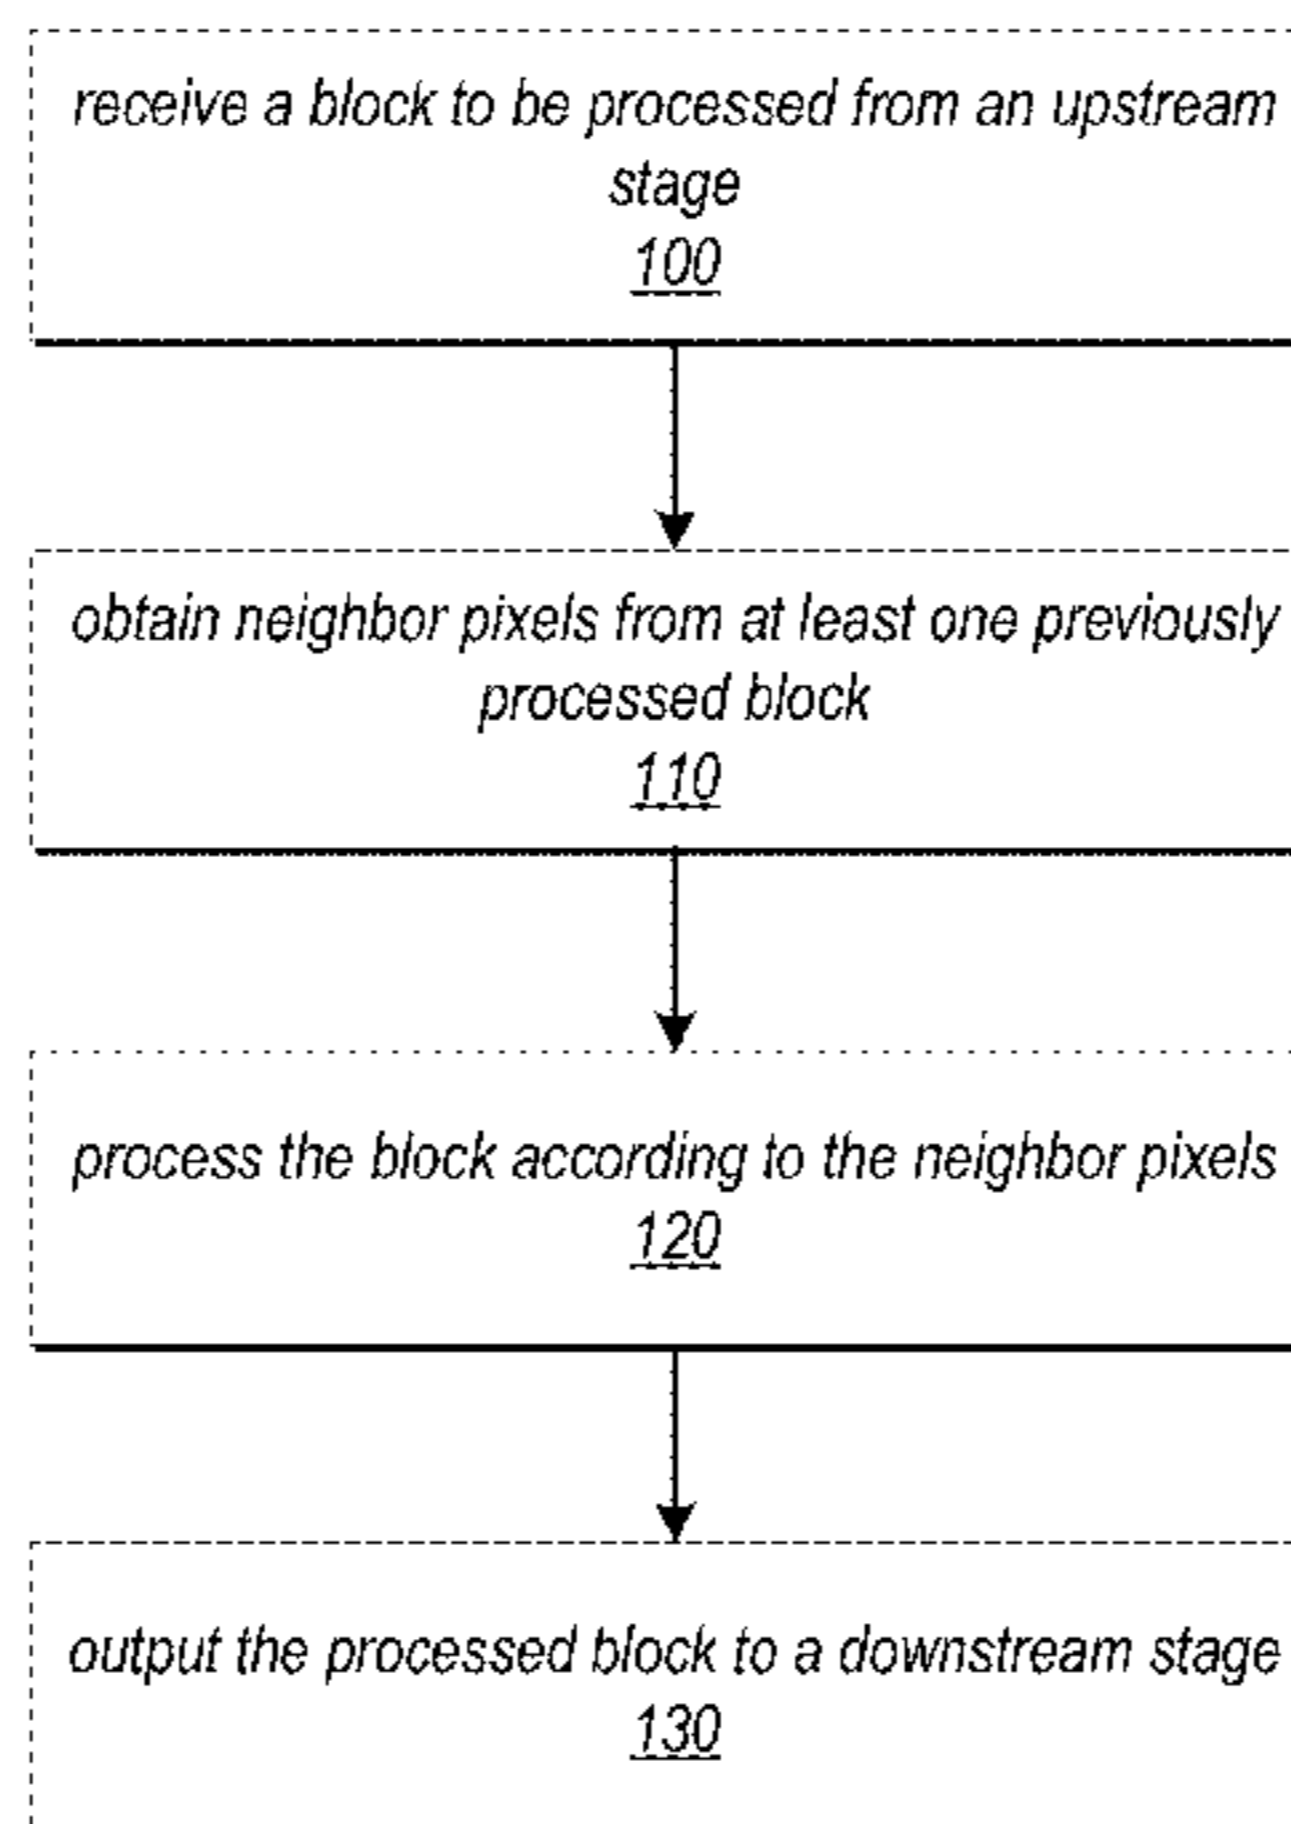 receive a block to be processed from an upstream
stage
100
obtain neighbor pixels from at least one previously
processed block
110
process the block according to the neighbor pixels
120
output the processed block to a downstream stage
130